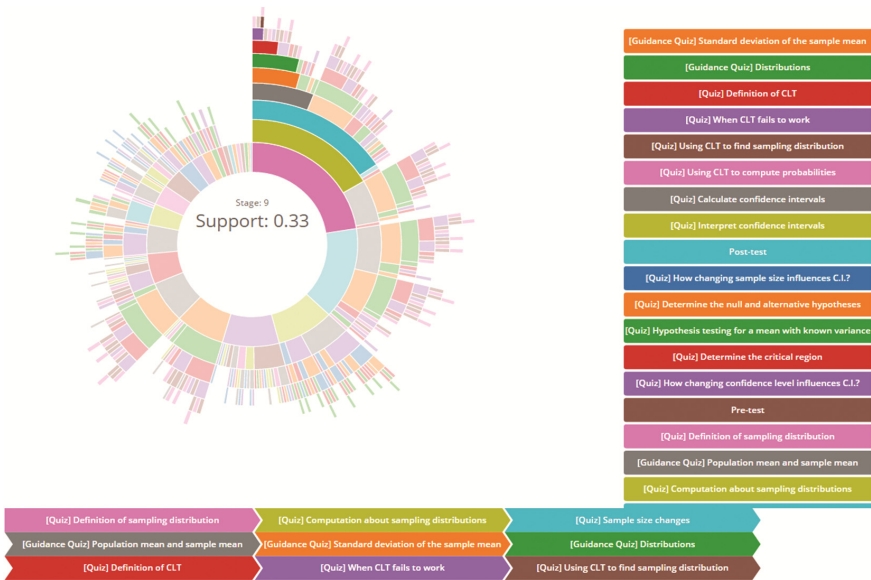 Stage: 9
Support: 0.33
[Guidance Quiz] Standard deviation of the sample mean
[Guidance Quiz] Distributions
[Quiz] Definition of CLT
[Quiz] When CLT fails to work
[Quiz] Using CLT to find sampling distribution
[Quiz] Using CLT to compute probabilities
[Quiz] Calculate confidence intervals
[Quiz] Interpret confidence intervals
Post-test
[Quiz] How changing sample size influences C.I.?
[Quiz] Determine the null and alternative hypotheses
[Quiz] Hypothesis testing for a mean with known variance
[Quiz] Determine the critical region
[Quiz] How changing confidence level influences C.I.?
Pre-test
[Quiz] Definition of sampling distribution
[Guidance Quiz] Population mean and sample mean
[Quiz] Computation about sampling distributions
[Quiz] Definition of sampling distribution
[Quiz] Computation about sampling distributions
[Quiz] Sample size changes
[Guidance Quiz] Population mean and sample mean
[Guidance Quiz] Standard deviation of the sample mean
[Guidance Quiz] Distributions
[Quiz] Definition of CLT
[Quiz] When CLT fails to work
[Quiz] Using CLT to find sampling distribution